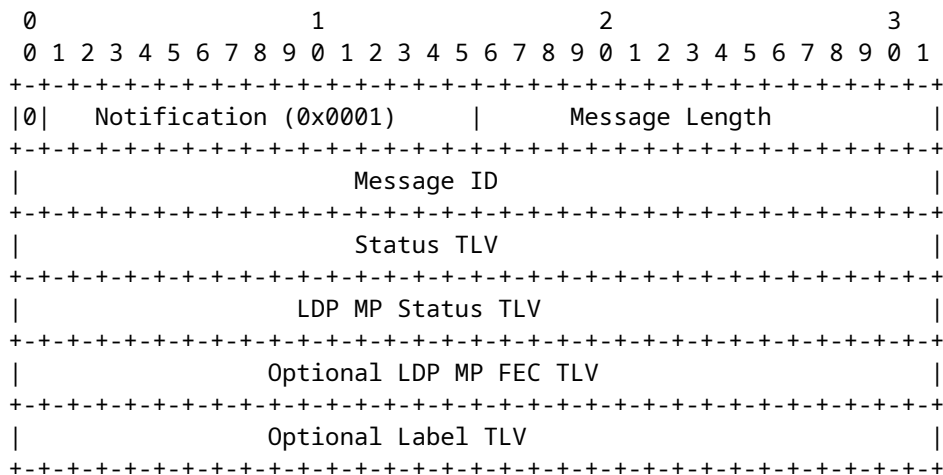 0                   1                   2                   3
 0 1 2 3 4 5 6 7 8 9 0 1 2 3 4 5 6 7 8 9 0 1 2 3 4 5 6 7 8 9 0 1
+-+-+-+-+-+-+-+-+-+-+-+-+-+-+-+-+-+-+-+-+-+-+-+-+-+-+-+-+-+-+-+-+
|0|   Notification (0x0001)     |      Message Length           |
+-+-+-+-+-+-+-+-+-+-+-+-+-+-+-+-+-+-+-+-+-+-+-+-+-+-+-+-+-+-+-+-+
|                       Message ID                              |
+-+-+-+-+-+-+-+-+-+-+-+-+-+-+-+-+-+-+-+-+-+-+-+-+-+-+-+-+-+-+-+-+
|                       Status TLV                              |
+-+-+-+-+-+-+-+-+-+-+-+-+-+-+-+-+-+-+-+-+-+-+-+-+-+-+-+-+-+-+-+-+
|                   LDP MP Status TLV                           |
+-+-+-+-+-+-+-+-+-+-+-+-+-+-+-+-+-+-+-+-+-+-+-+-+-+-+-+-+-+-+-+-+
|                 Optional LDP MP FEC TLV                       |
+-+-+-+-+-+-+-+-+-+-+-+-+-+-+-+-+-+-+-+-+-+-+-+-+-+-+-+-+-+-+-+-+
|                 Optional Label TLV                            |
+-+-+-+-+-+-+-+-+-+-+-+-+-+-+-+-+-+-+-+-+-+-+-+-+-+-+-+-+-+-+-+-+